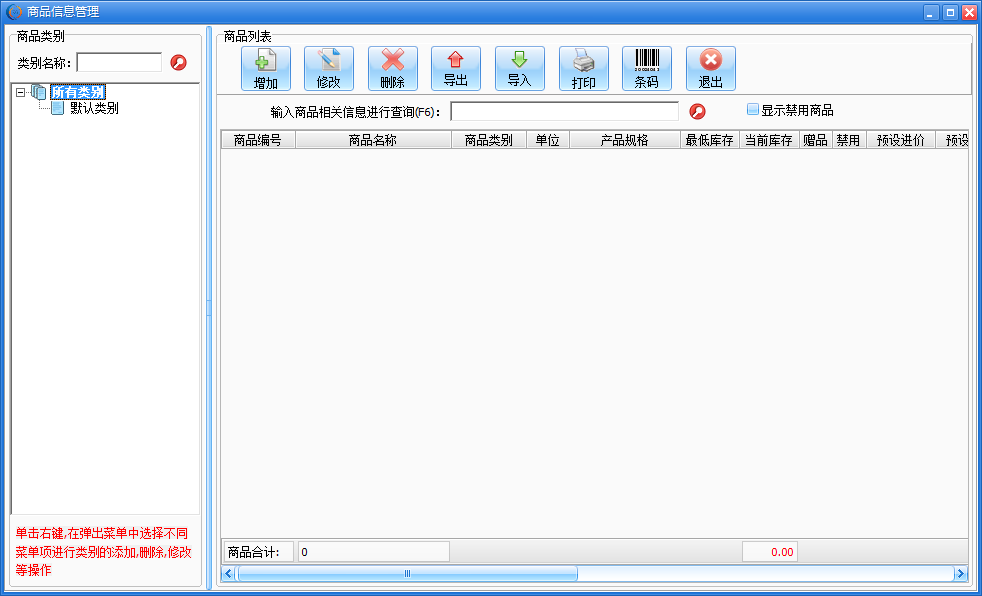 商品信息管理
商品类别
类别名称:
所有类别
默认类别
单击右键,在弹出菜单中选择不同
菜单项进行类别的添加,删除,修改
等操作
商品列表
增加 修改 删除 导出 导入 打印 条码 退出
输入商品相关信息进行查询(F6): 显示禁用商品
商品编号 商品名称 商品类别 单位 产品规格 最低库存 当前库存 赠品 禁用 预设进价 预设
商品合计: 0 0.00